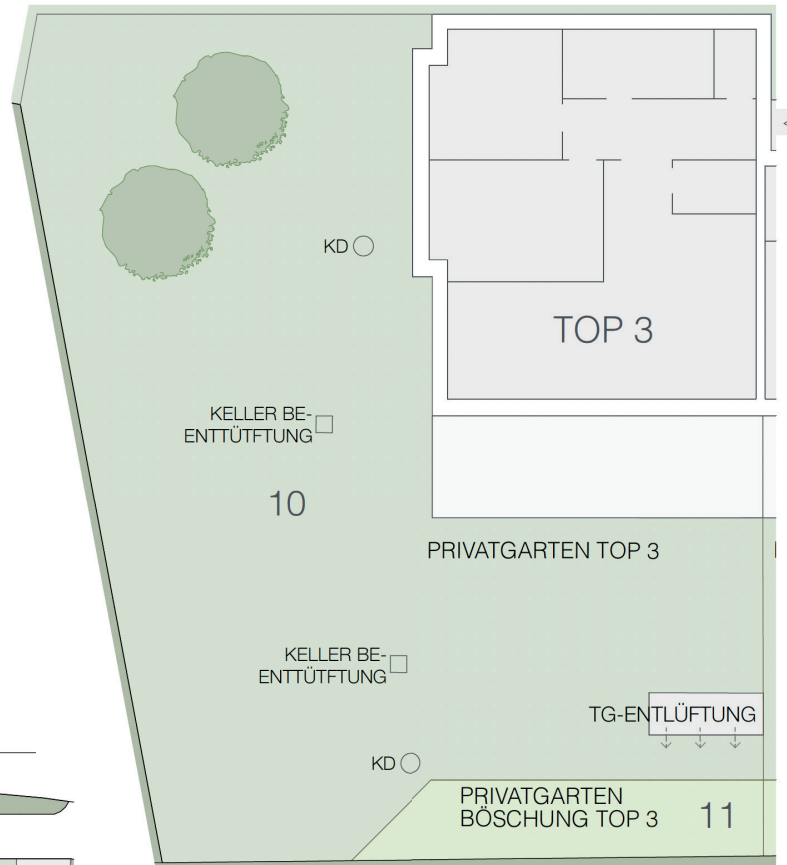 KD
TOP 3
KELLER BE-
ENTTÜTFTUNG
10
PRIVATGARTEN TOP 3
KELLER BE-
ENTTÜTFTUNG
TG-ENTLÜFTUNG
KD
PRIVATGARTEN
BÖSCHUNG TOP 3
11